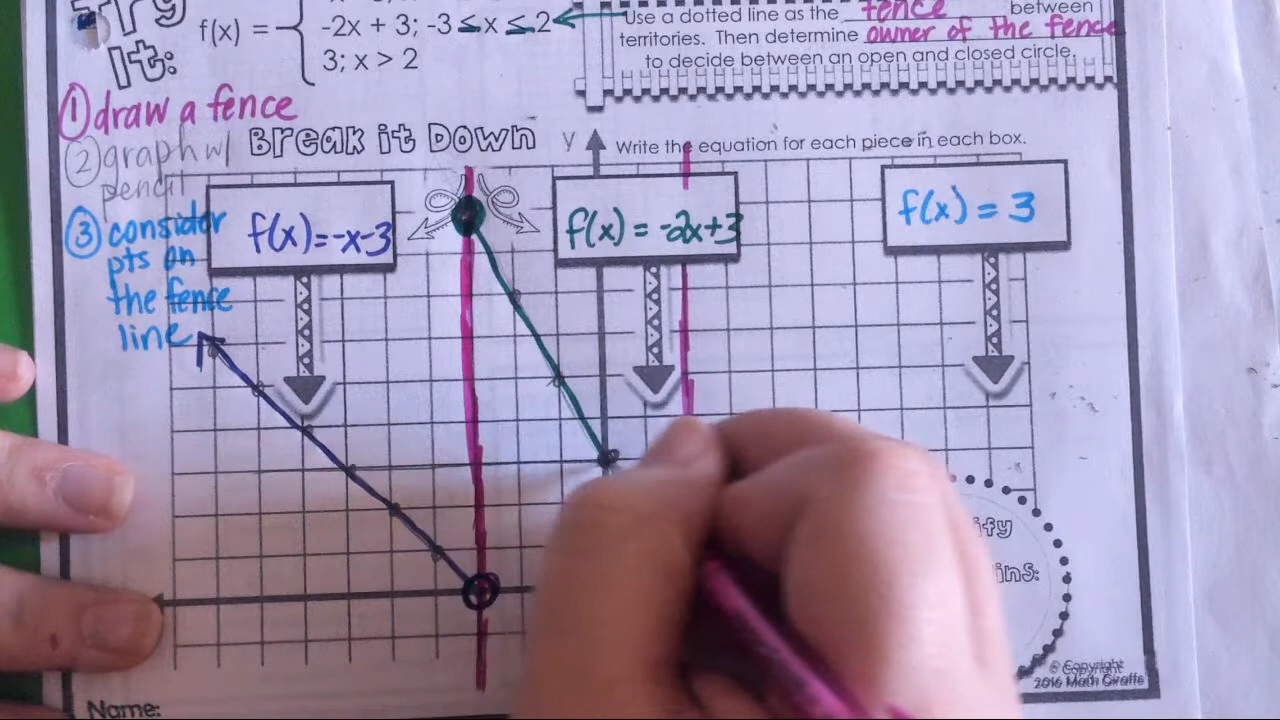 Try
It:
f(x) =
-2x + 3; -3 ≤ x ≤ 2
3; x > 2
Use a dotted line as the fence between
territories. Then determine owner of the fence
to decide between an open and closed circle.
① draw a fence
② graph w/
pencil
③ consider
pts on
the fence
line
Break it Down
y
Write the equation for each piece in each box.
f(x)=-x-3
f(x) = -2x+3
f(x) = 3
© Copyright
2016 Math Giraffe
Name: